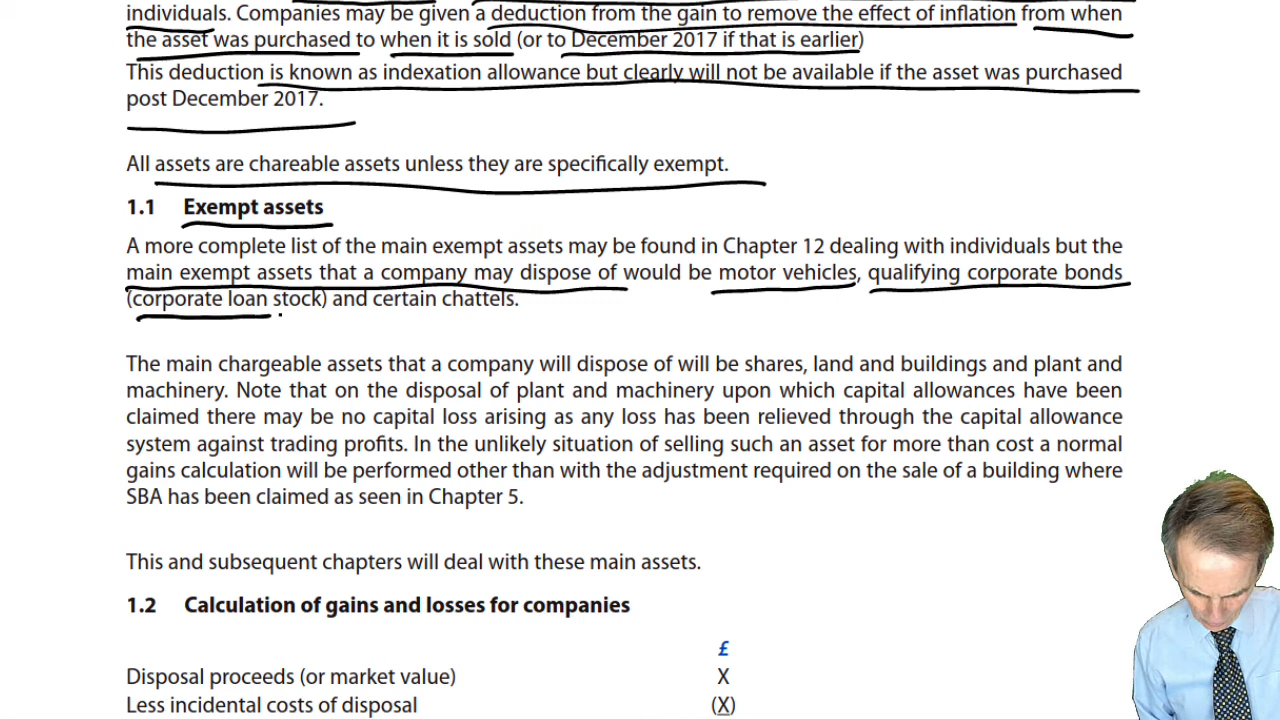 individuals. Companies may be given a deduction from the gain to remove the effect of inflation from when
the asset was purchased to when it is sold (or to December 2017 if that is earlier)
This deduction is known as indexation allowance but clearly will not be available if the asset was purchased
post December 2017.
All assets are chareable assets unless they are specifically exempt.
1.1 Exempt assets
A more complete list of the main exempt assets may be found in Chapter 12 dealing with individuals but the
main exempt assets that a company may dispose of would be motor vehicles, qualifying corporate bonds
(corporate loan stock) and certain chattels.
The main chargeable assets that a company will dispose of will be shares, land and buildings and plant and
machinery. Note that on the disposal of plant and machinery upon which capital allowances have been
claimed there may be no capital loss arising as any loss has been relieved through the capital allowance
system against trading profits. In the unlikely situation of selling such an asset for more than cost a normal
gains calculation will be performed other than with the adjustment required on the sale of a building where
SBA has been claimed as seen in Chapter 5.
This and subsequent chapters will deal with these main assets.
1.2 Calculation of gains and losses for companies
£
Disposal proceeds (or market value) X
Less incidental costs of disposal (X)